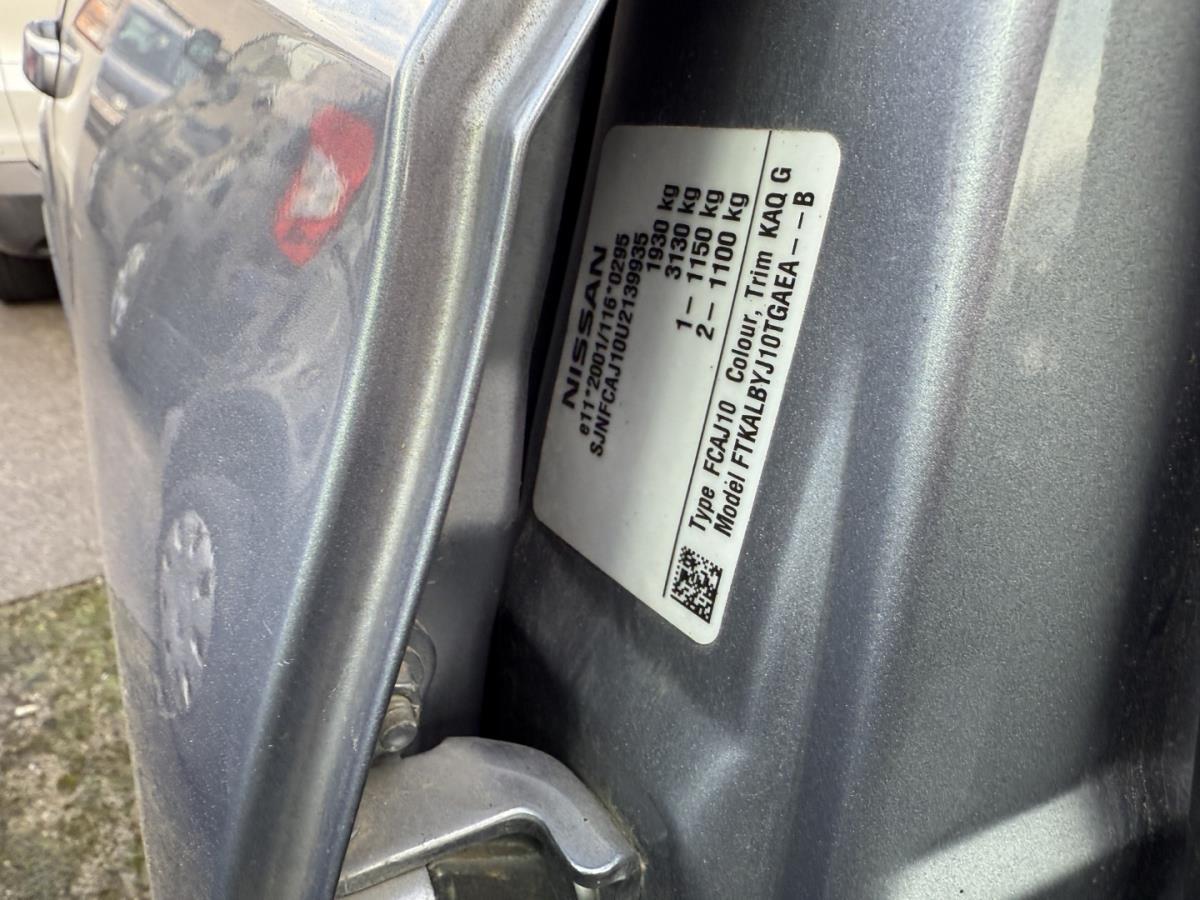 NISSAN
e11*2001/116*0295
SJNFCAJ10U2139935
1930 kg
3130 kg
1– 1150 kg
2– 1100 kg
Type FCAJ10 Colour, Trim KAQ G
Model FTKALBYJ10TGAEA--B